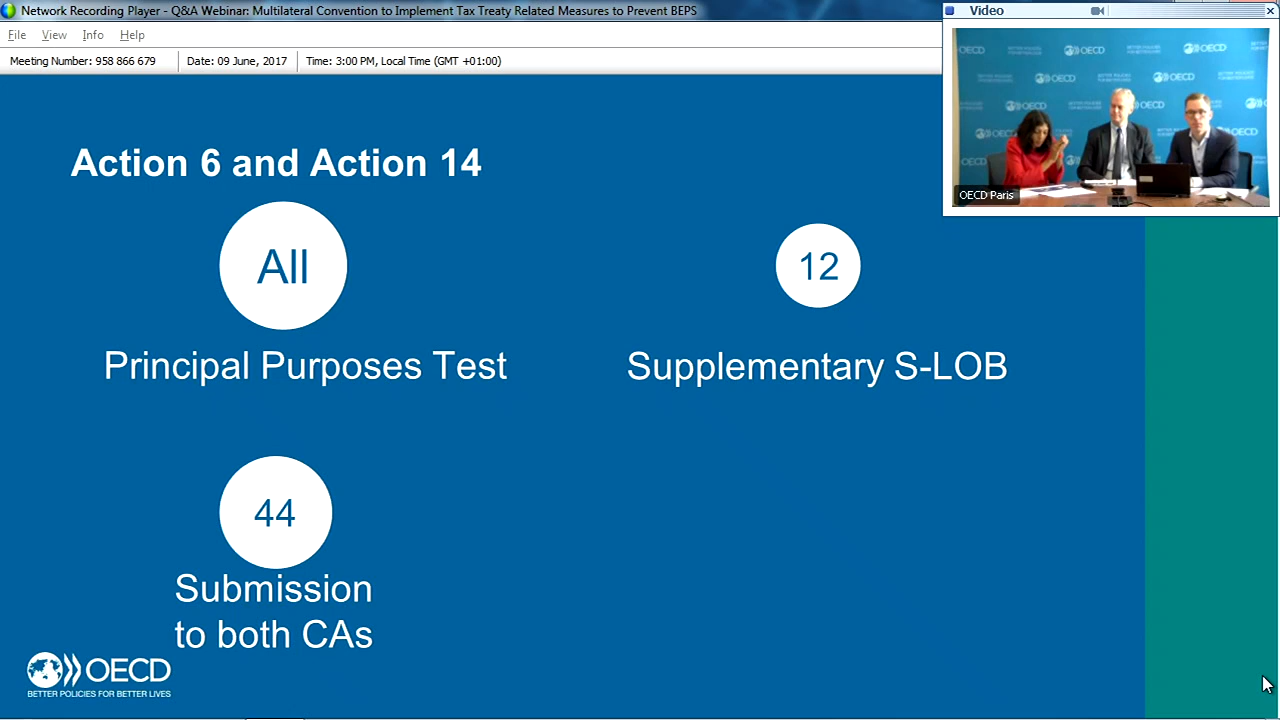 Network Recording Player - Q&A Webinar: Multilateral Convention to Implement Tax Treaty Related Measures to Prevent BEPS
File View Info Help
Meeting Number: 958 866 679 Date: 09 June, 2017 Time: 3:00 PM, Local Time (GMT +01:00)
Video
OECD Paris
Action 6 and Action 14
All
Principal Purposes Test
12
Supplementary S-LOB
44
Submission
to both CAs
OECD
BETTER POLICIES FOR BETTER LIVES